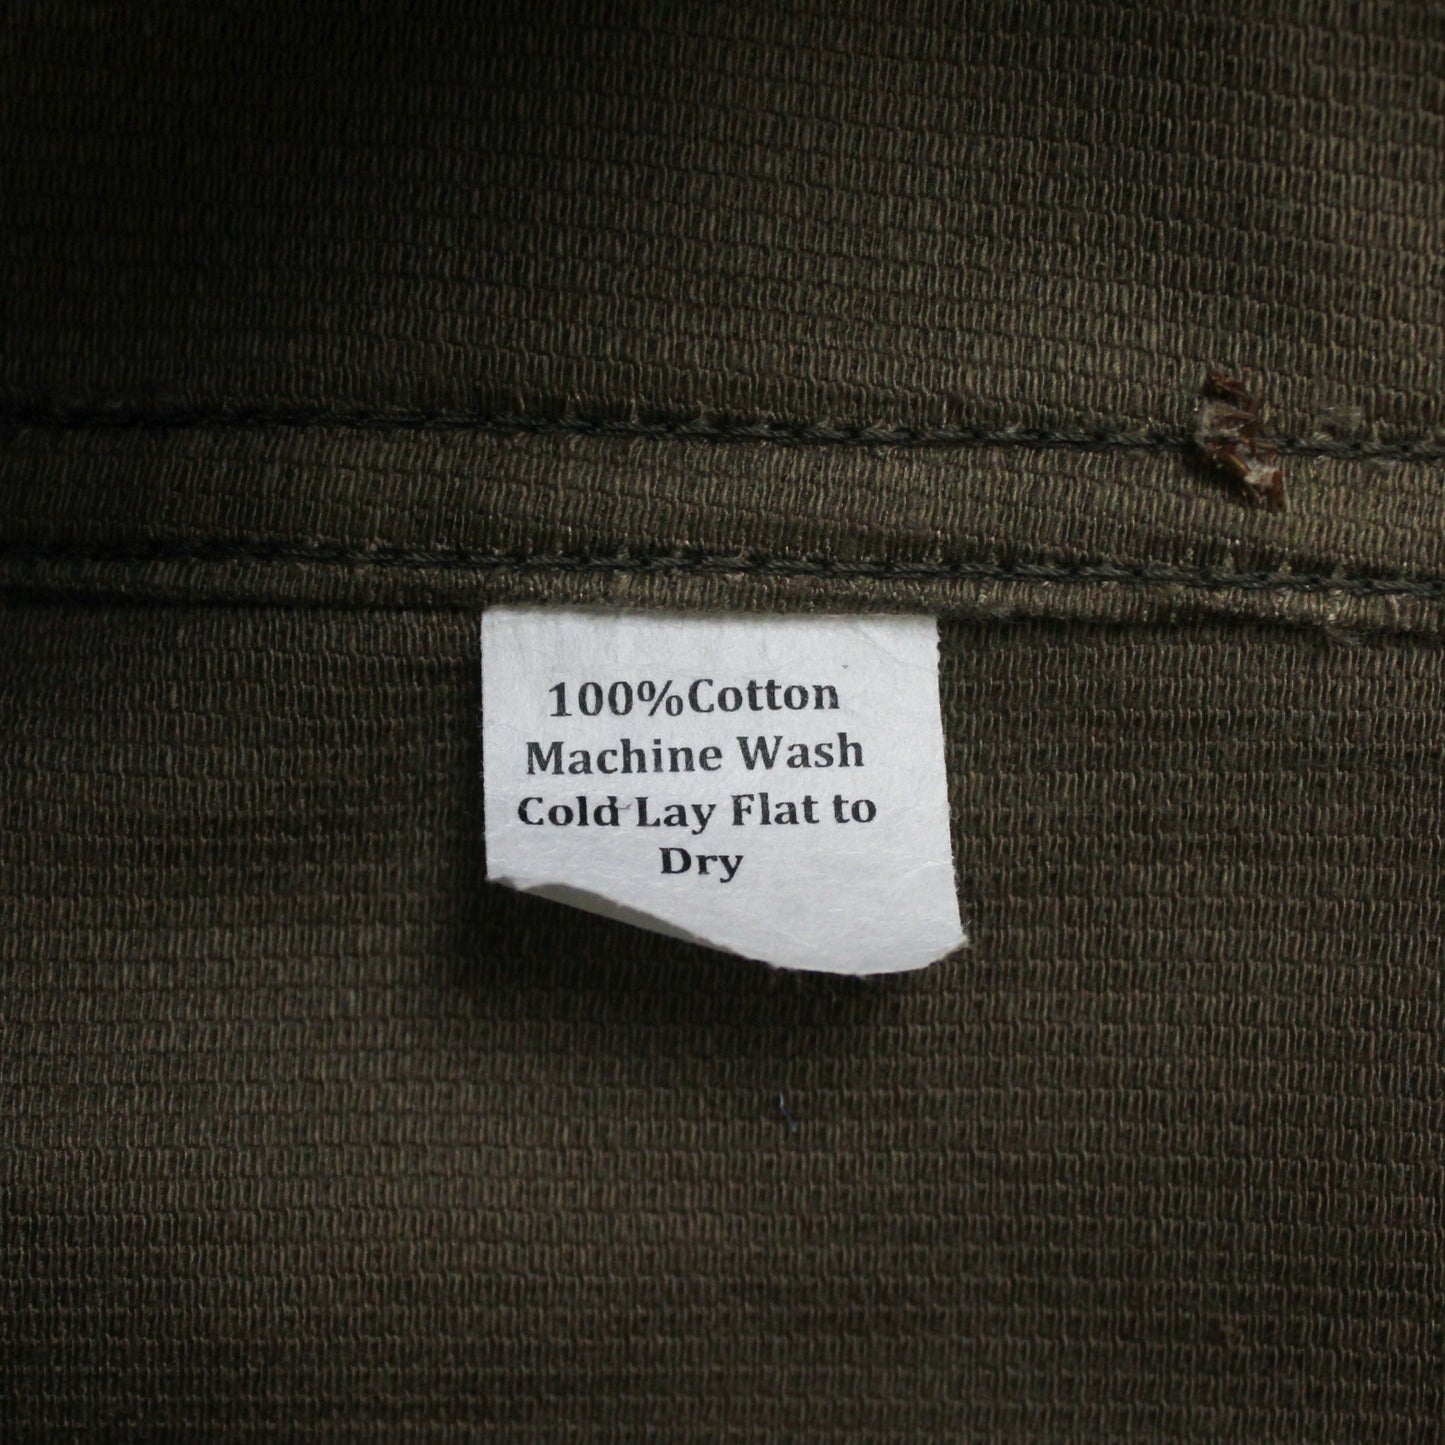 100%Cotton
Machine Wash
Cold Lay Flat to
Dry